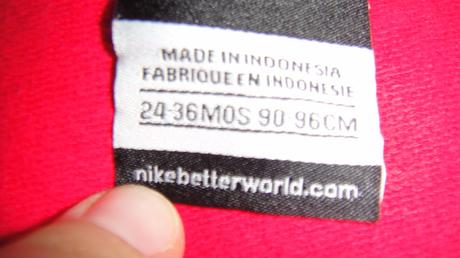 MADE IN INDONESIA
FABRIQUE EN INDONESIE
24-36MOS 90-96CM
nikebetterworld.com